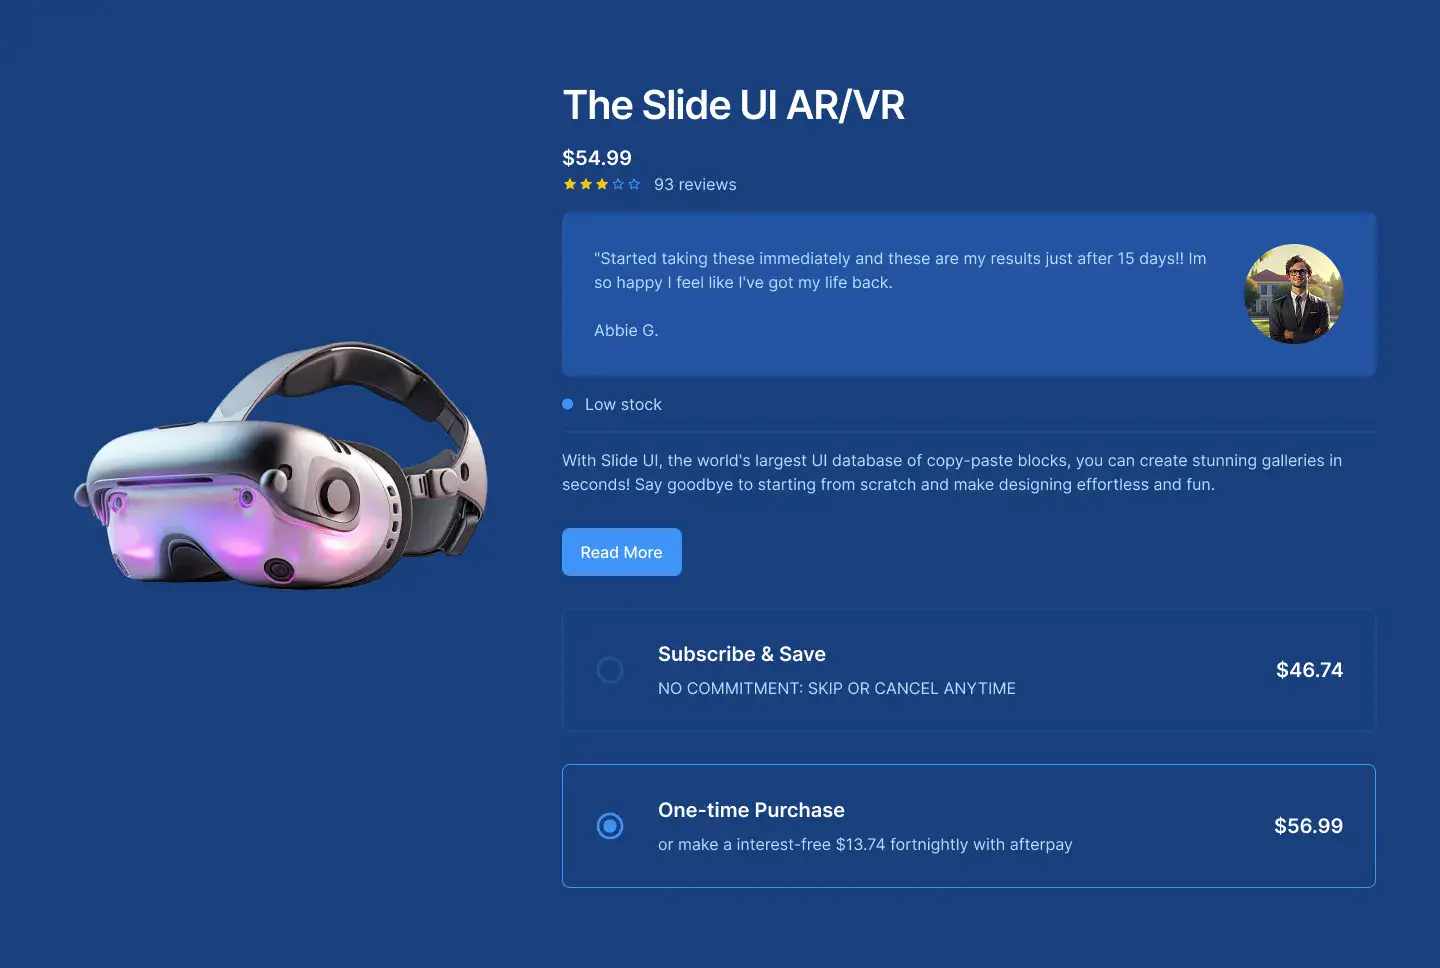 The Slide UI AR/VR
$54.99
93 reviews
"Started taking these immediately and these are my results just after 15 days!! Im
so happy I feel like I've got my life back.
Abbie G.
Low stock
With Slide UI, the world's largest UI database of copy-paste blocks, you can create stunning galleries in
seconds! Say goodbye to starting from scratch and make designing effortless and fun.
Read More
Subscribe & Save
NO COMMITMENT: SKIP OR CANCEL ANYTIME
$46.74
One-time Purchase
or make a interest-free $13.74 fortnightly with afterpay
$56.99